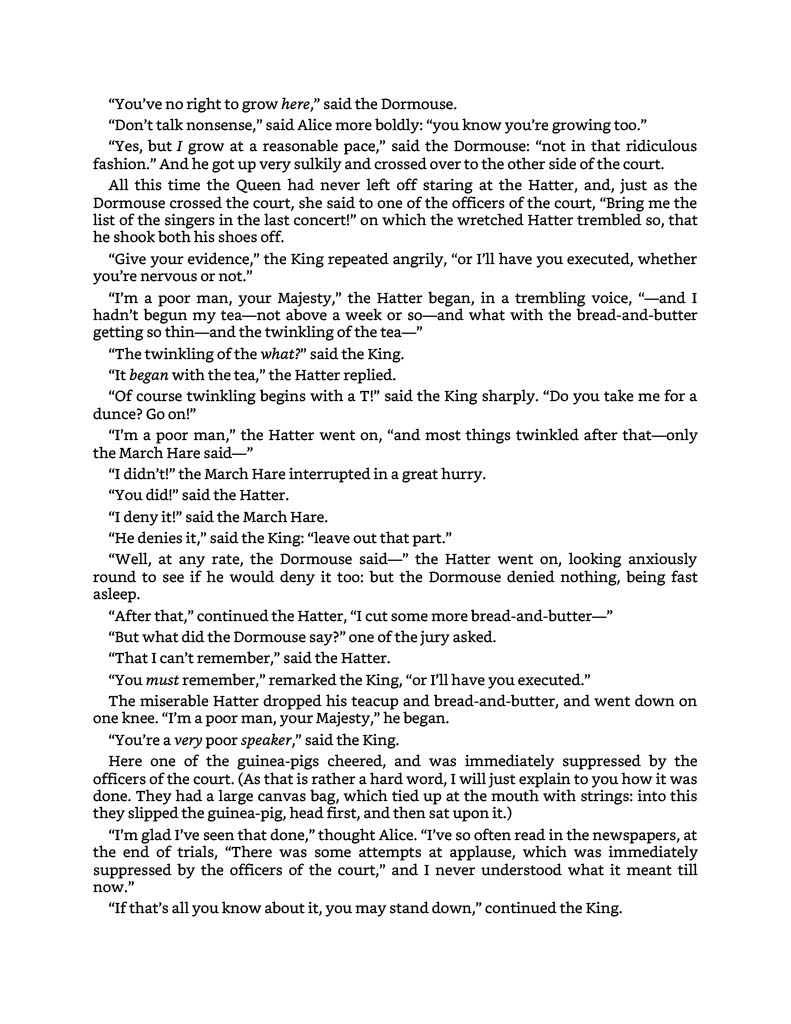 “You’ve no right to grow here,” said the Dormouse.
“Don’t talk nonsense,” said Alice more boldly: “you know you’re growing too.”
“Yes, but I grow at a reasonable pace,” said the Dormouse: “not in that ridiculous
fashion.” And he got up very sulkily and crossed over to the other side of the court.
All this time the Queen had never left off staring at the Hatter, and, just as the
Dormouse crossed the court, she said to one of the officers of the court, “Bring me the
list of the singers in the last concert!” on which the wretched Hatter trembled so, that
he shook both his shoes off.
“Give your evidence,” the King repeated angrily, “or I’ll have you executed, whether
you’re nervous or not.”
“I’m a poor man, your Majesty,” the Hatter began, in a trembling voice, “—and I
hadn’t begun my tea—not above a week or so—and what with the bread-and-butter
getting so thin—and the twinkling of the tea—”
“The twinkling of the what?” said the King.
“It began with the tea,” the Hatter replied.
“Of course twinkling begins with a T!” said the King sharply. “Do you take me for a
dunce? Go on!”
“I’m a poor man,” the Hatter went on, “and most things twinkled after that—only
the March Hare said—”
“I didn’t!” the March Hare interrupted in a great hurry.
“You did!” said the Hatter.
“I deny it!” said the March Hare.
“He denies it,” said the King: “leave out that part.”
“Well, at any rate, the Dormouse said—” the Hatter went on, looking anxiously
round to see if he would deny it too: but the Dormouse denied nothing, being fast
asleep.
“After that,” continued the Hatter, “I cut some more bread-and-butter—”
“But what did the Dormouse say?” one of the jury asked.
“That I can’t remember,” said the Hatter.
“You must remember,” remarked the King, “or I’ll have you executed.”
The miserable Hatter dropped his teacup and bread-and-butter, and went down on
one knee. “I’m a poor man, your Majesty,” he began.
“You’re a very poor speaker,” said the King.
Here one of the guinea-pigs cheered, and was immediately suppressed by the
officers of the court. (As that is rather a hard word, I will just explain to you how it was
done. They had a large canvas bag, which tied up at the mouth with strings: into this
they slipped the guinea-pig, head first, and then sat upon it.)
“I’m glad I’ve seen that done,” thought Alice. “I’ve so often read in the newspapers, at
the end of trials, “There was some attempts at applause, which was immediately
suppressed by the officers of the court,” and I never understood what it meant till
now.”
“If that’s all you know about it, you may stand down,” continued the King.